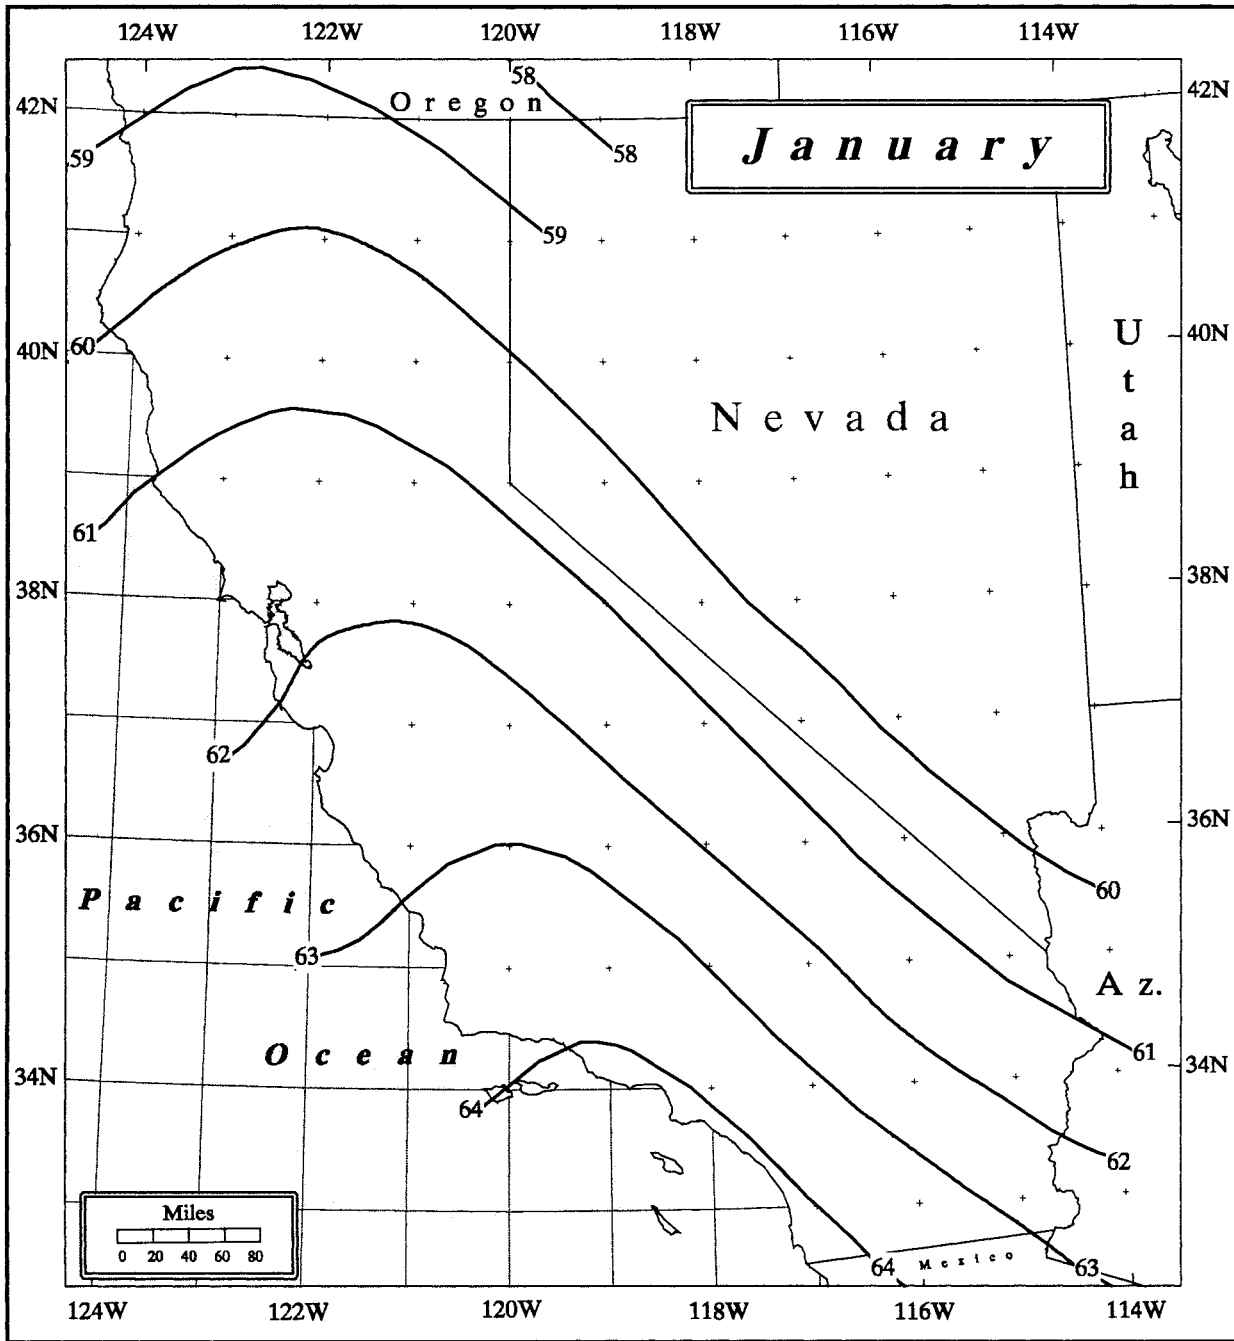 124W 122W 120W 118W 116W 114W
42N 58 Oregon 42N
January
59 58
59
Utah
60 40N
40N
Nevada
61
38N 38N
62
36N 36N
60
Pacific 63
Az.
Ocean 61
34N 64 34N
62
Miles
0 20 40 60 80
64 Mexico 63
124W 122W 120W 118W 116W 114W